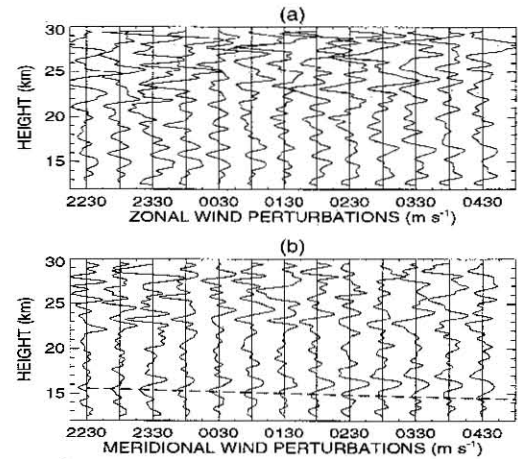 (a)
30
25
20
15
HEIGHT (km)
2230 2330 0030 0130 0230 0330 0430
ZONAL WIND PERTURBATIONS (m s⁻¹)
(b)
30
25
20
15
HEIGHT (km)
2230 2330 0030 0130 0230 0330 0430
MERIDIONAL WIND PERTURBATIONS (m s⁻¹)